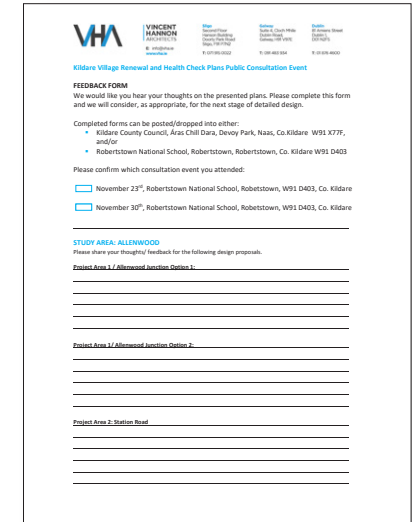 VHA
VINCENT
HANNON
ARCHITECTS
Sligo
Second Floor
Hannon Building
Galway
Dublin
Kildare Village Renewal and Health Check Plans Public Consultation Event
FEEDBACK FORM
We would like you hear your thoughts on the presented plans. Please complete this form
and we will consider, as appropriate, for the next stage of detailed design.
Completed forms can be posted/dropped into either:
• Kildare County Council, Áras Chill Dara, Devoy Park, Naas, Co.Kildare W91 X77F,
and/or
• Robertstown National School, Robertstown, Robertstown, Co. Kildare W91 D403
Please confirm which consultation event you attended:
November 23rd, Robertstown National School, Robetstown, W91 D403, Co. Kildare
November 30th, Robertstown National School, Robetstown, W91 D403, Co. Kildare
STUDY AREA: ALLENWOOD
Please share your thoughts/ feedback for the following design proposals.
Project Area 1 / Allenwood Junction Option 1:
Project Area 1/ Allenwood Junction Option 2:
Project Area 2: Station Road